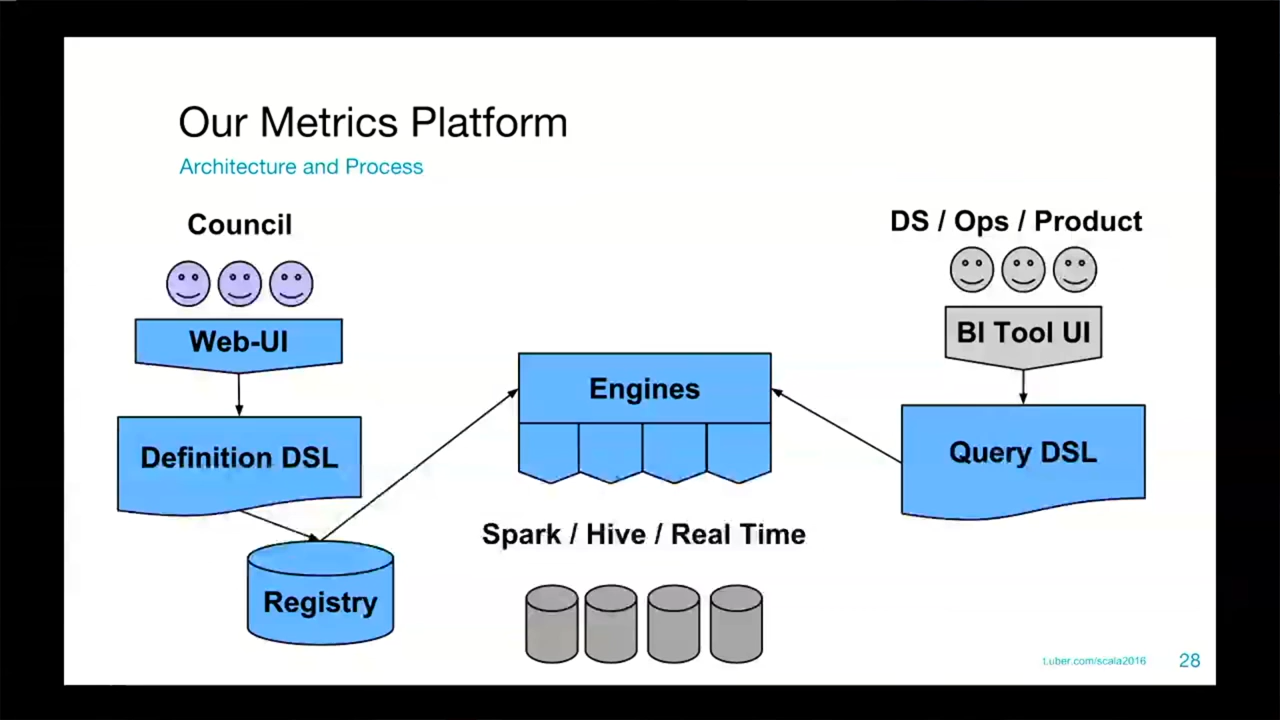 Our Metrics Platform
Architecture and Process
Council
DS / Ops / Product
Web-UI
BI Tool UI
Engines
Definition DSL
Query DSL
Spark / Hive / Real Time
Registry
t.uber.com/scala2016
28